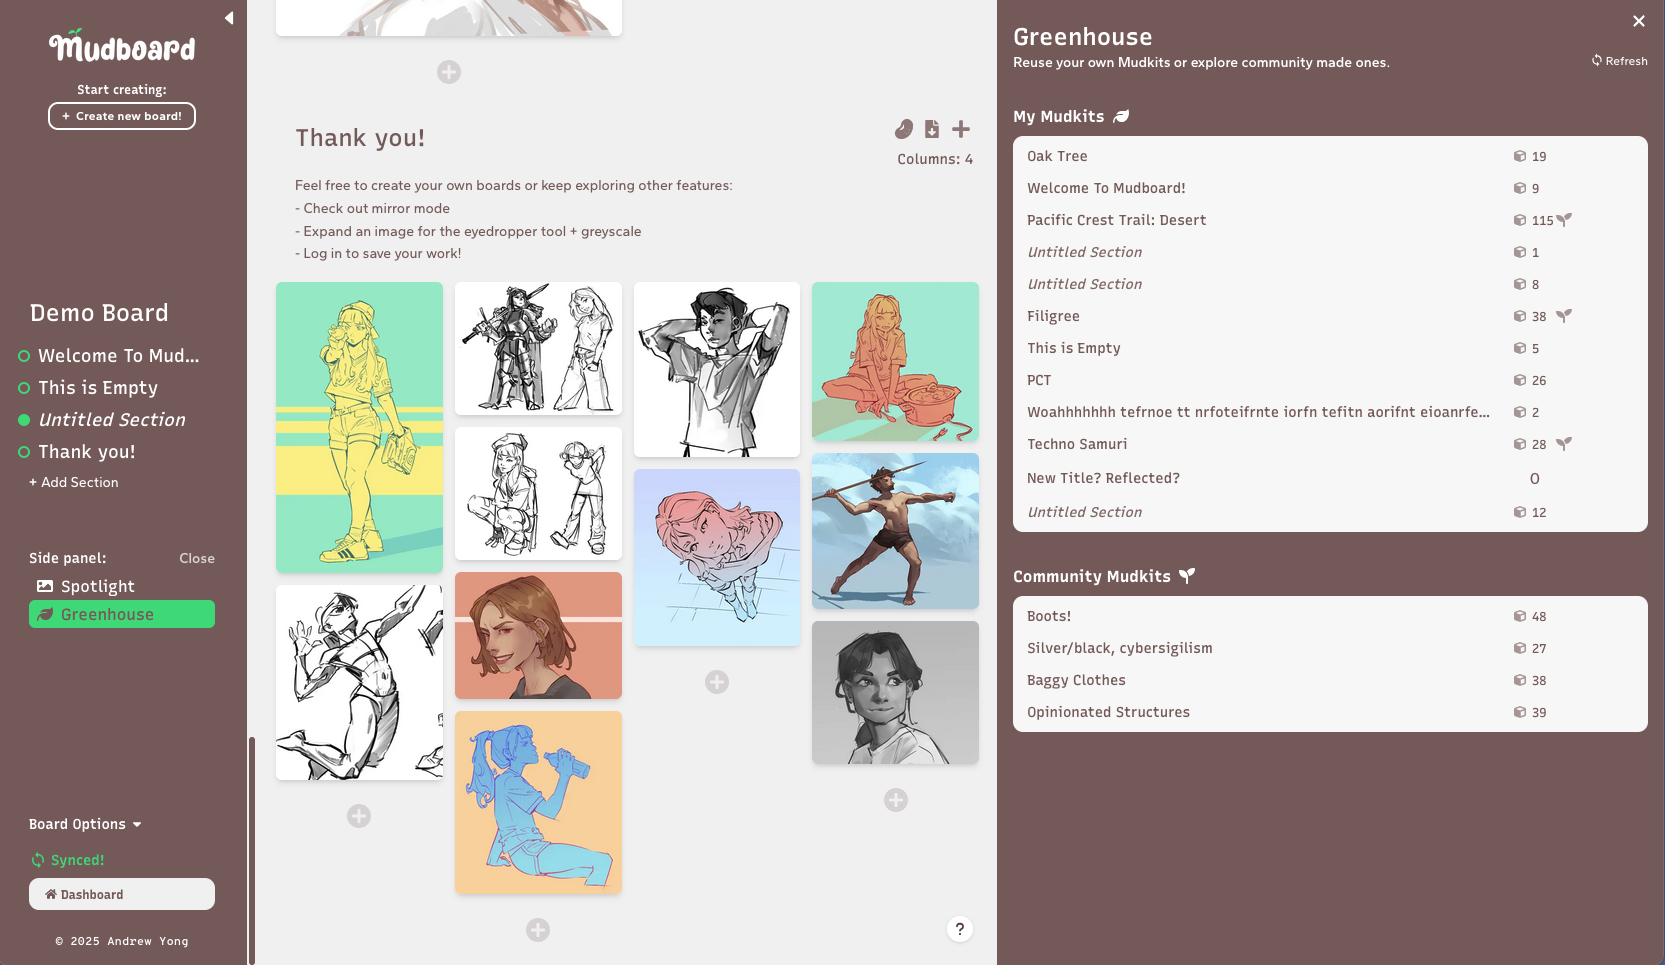 Mudboard
Start creating:
+ Create new board!
Demo Board
Welcome To Mud...
This is Empty
Untitled Section
Thank you!
+ Add Section
Side panel:
Close
Spotlight
Greenhouse
Board Options
Synced!
Dashboard
© 2025 Andrew Yong
Thank you!
Columns: 4
Feel free to create your own boards or keep exploring other features:
- Check out mirror mode
- Expand an image for the eyedropper tool + greyscale
- Log in to save your work!
?
Greenhouse
Reuse your own Mudkits or explore community made ones.
Refresh
My Mudkits
Oak Tree 19
Welcome To Mudboard! 9
Pacific Crest Trail: Desert 115
Untitled Section 1
Untitled Section 8
Filigree 38
This is Empty 5
PCT 26
Woahhhhhhh tefrnoe tt nrfoteifrnte iorfn tefitn aorifnt eioanrfe... 2
Techno Samuri 28
New Title? Reflected? 0
Untitled Section 12
Community Mudkits
Boots! 48
Silver/black, cybersigilism 27
Baggy Clothes 38
Opinionated Structures 39